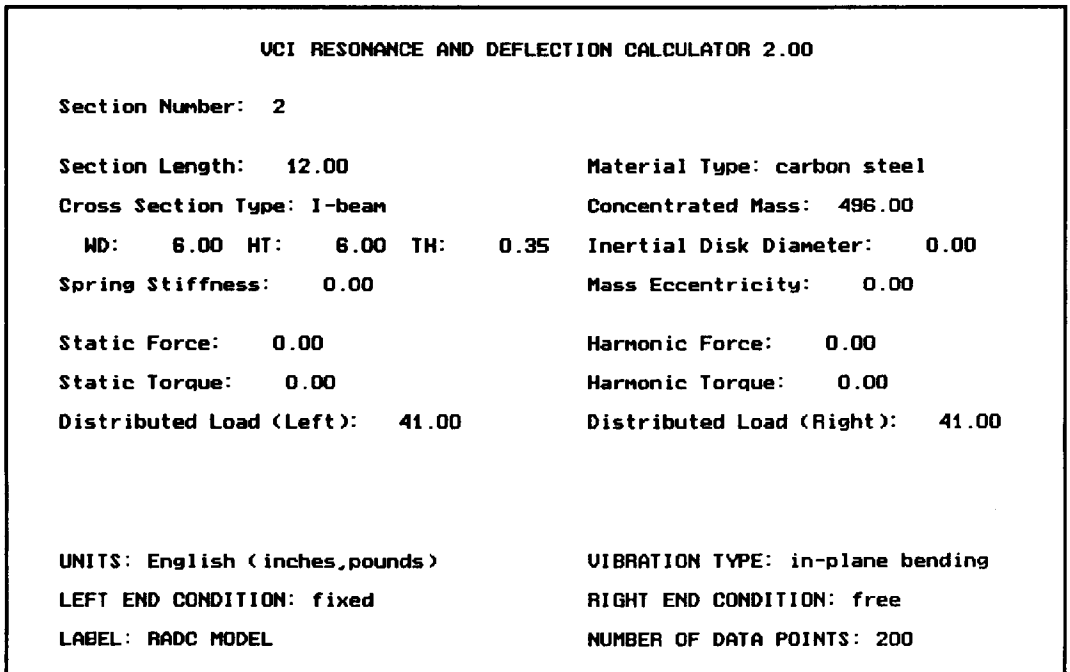 VCI RESONANCE AND DEFLECTION CALCULATOR 2.00
Section Number: 2
Section Length: 12.00 Material Type: carbon steel
Cross Section Type: I-beam Concentrated Mass: 496.00
WD: 6.00 HT: 6.00 TH: 0.35 Inertial Disk Diameter: 0.00
Spring Stiffness: 0.00 Mass Eccentricity: 0.00
Static Force: 0.00 Harmonic Force: 0.00
Static Torque: 0.00 Harmonic Torque: 0.00
Distributed Load (Left): 41.00 Distributed Load (Right): 41.00
UNITS: English (inches,pounds) VIBRATION TYPE: in-plane bending
LEFT END CONDITION: fixed RIGHT END CONDITION: free
LABEL: RADC MODEL NUMBER OF DATA POINTS: 200